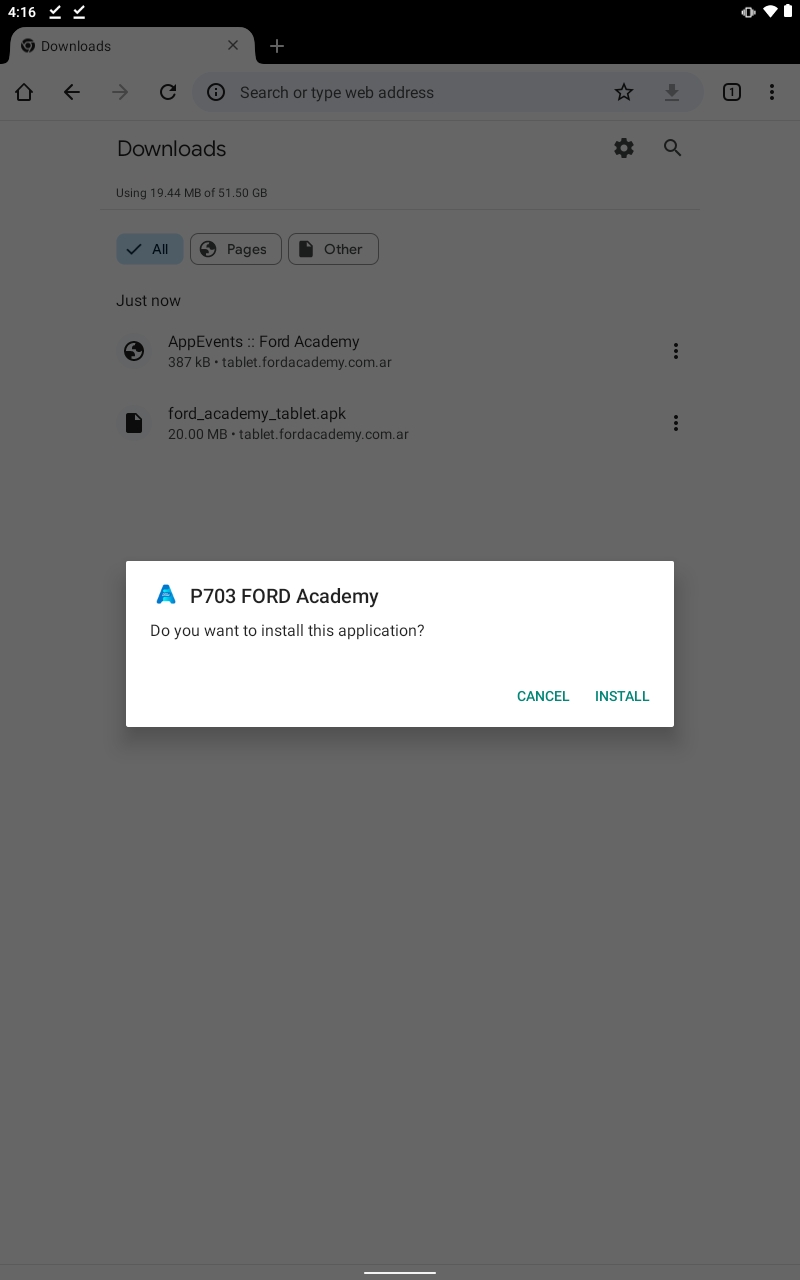 4:16
Downloads
Search or type web address
1
Downloads
Using 19.44 MB of 51.50 GB
All
Pages
Other
Just now
AppEvents :: Ford Academy
387 kB • tablet.fordacademy.com.ar
ford_academy_tablet.apk
20.00 MB • tablet.fordacademy.com.ar
P703 FORD Academy
Do you want to install this application?
CANCEL
INSTALL